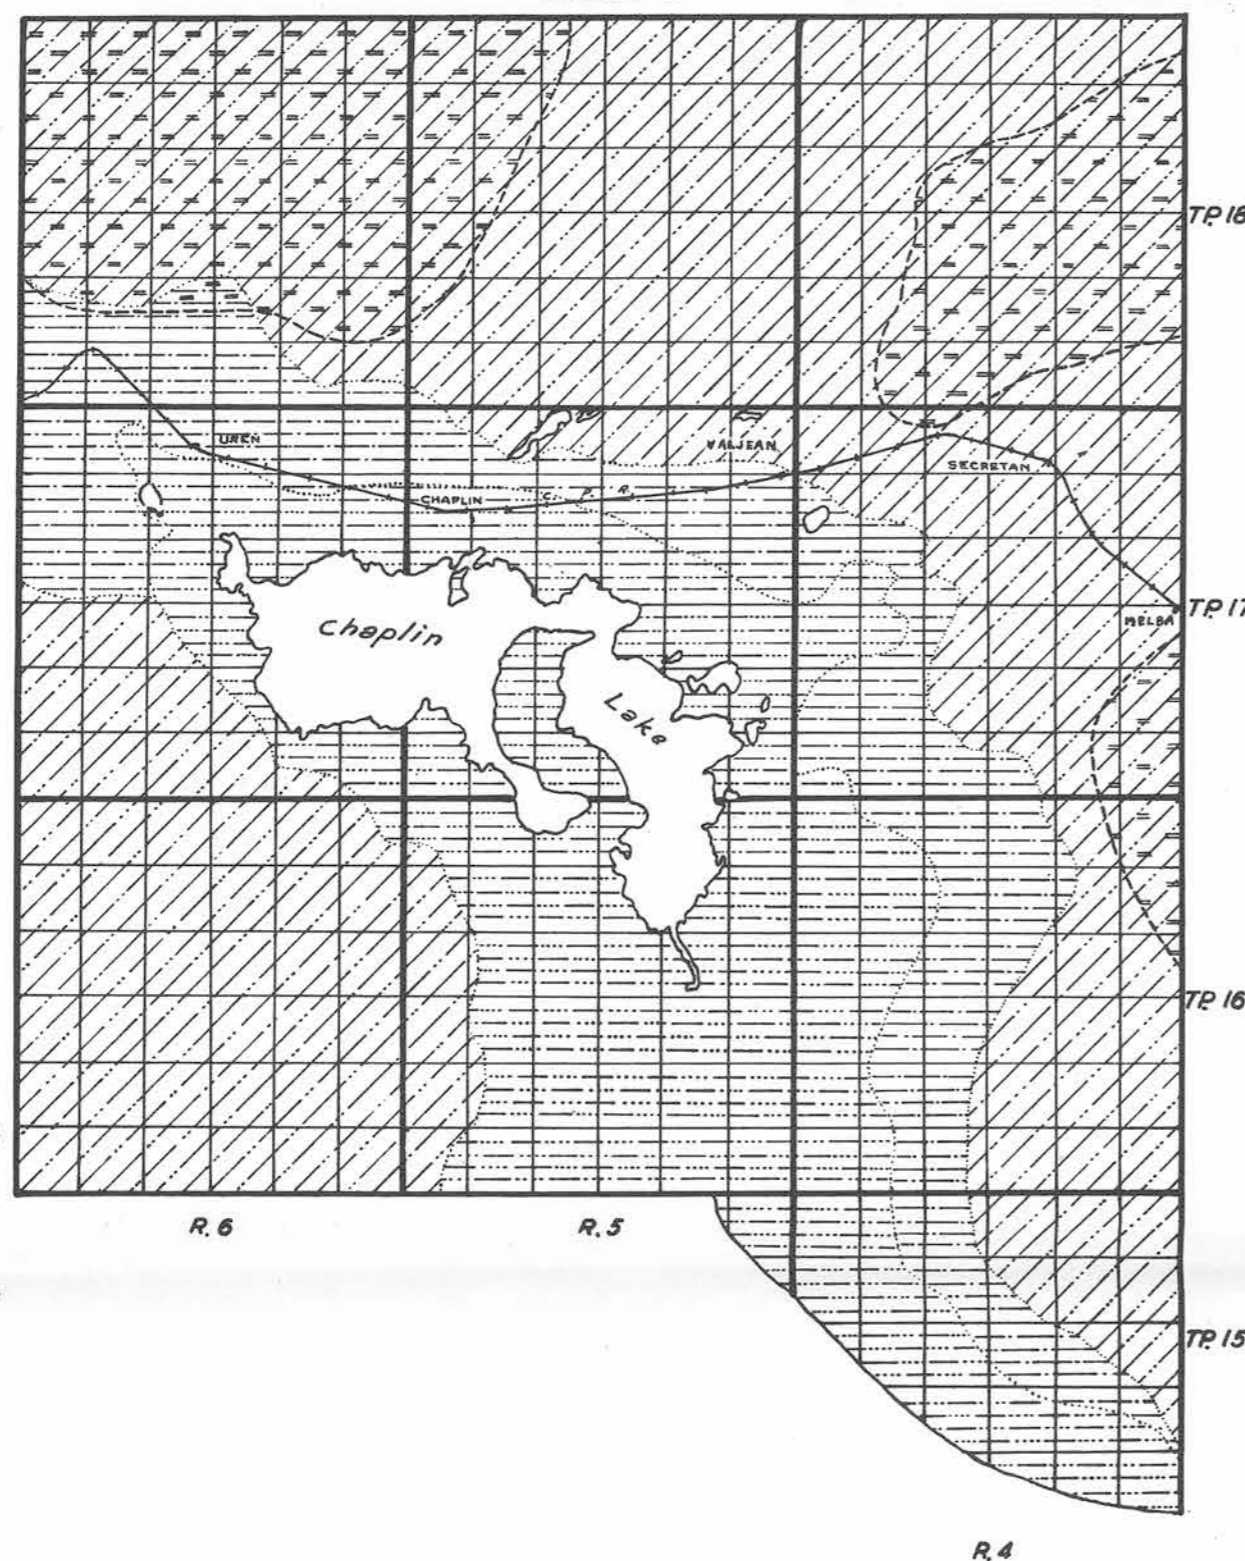 TP. 18
UREN
VALJEAN
SECRETAN
CHAPLIN
C. P. R.
TP. 17
MELBA
Chaplin
Lake
TP. 16
R. 6
R. 5
TP. 15
R. 4